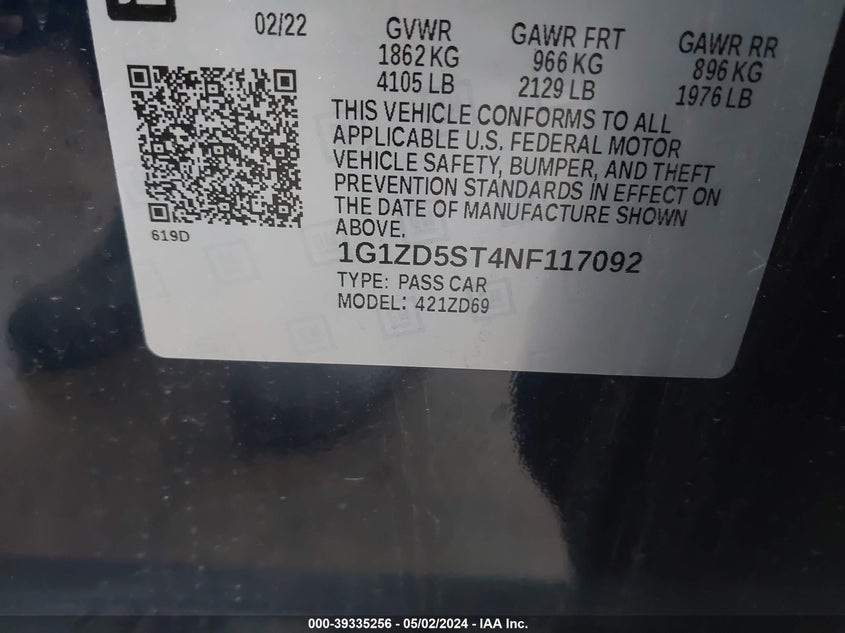 02/22
GVWR GAWR FRT GAWR RR
1862 KG 966 KG 896 KG
4105 LB 2129 LB 1976 LB
THIS VEHICLE CONFORMS TO ALL
APPLICABLE U.S. FEDERAL MOTOR
VEHICLE SAFETY, BUMPER, AND THEFT
PREVENTION STANDARDS IN EFFECT ON
THE DATE OF MANUFACTURE SHOWN
ABOVE.
619D
1G1ZD5ST4NF117092
TYPE: PASS CAR
MODEL: 421ZD69
000-39335256 - 05/02/2024 - IAA Inc.